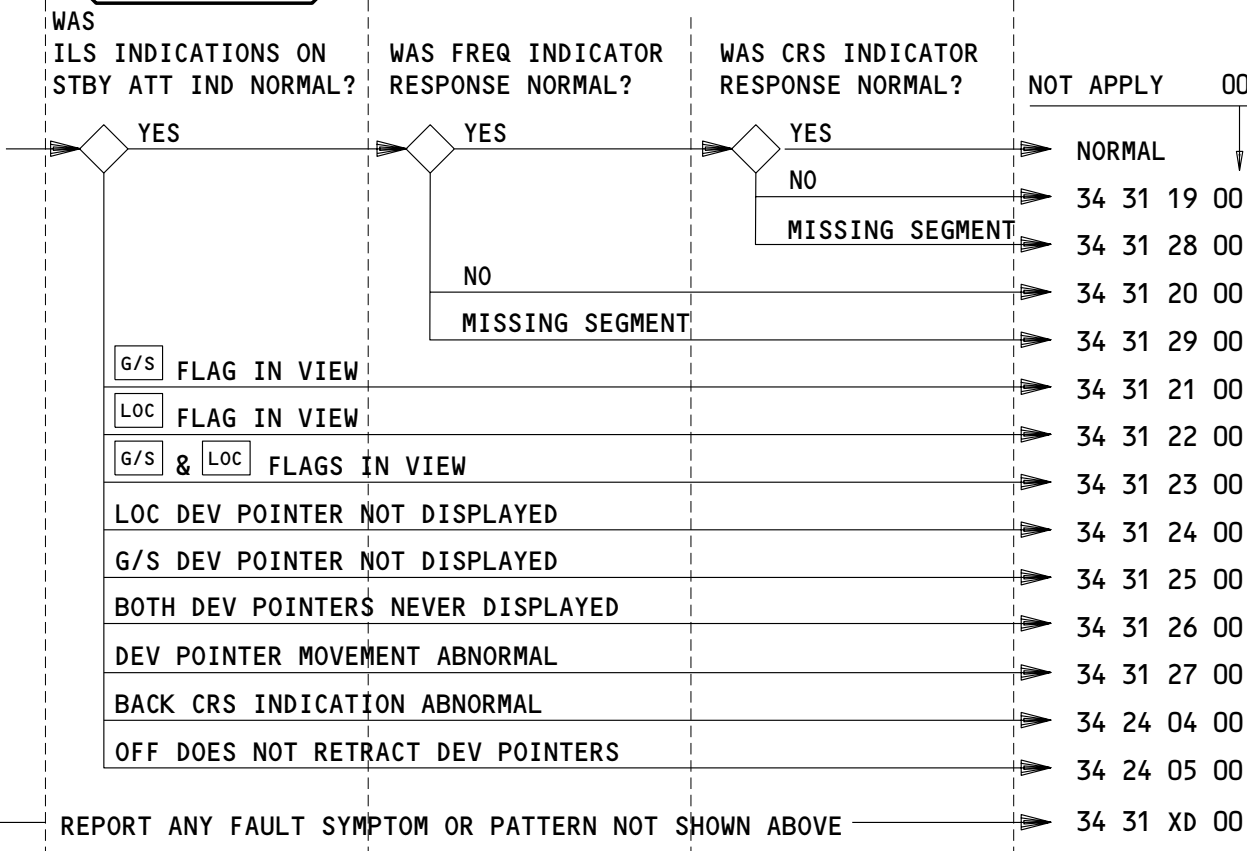 WAS
ILS INDICATIONS ON
STBY ATT IND NORMAL?
WAS FREQ INDICATOR
RESPONSE NORMAL?
WAS CRS INDICATOR
RESPONSE NORMAL?
NOT APPLY 00
YES
YES
YES
NORMAL
NO
34 31 19 00
MISSING SEGMENT
34 31 28 00
NO
34 31 20 00
MISSING SEGMENT
34 31 29 00
G/S FLAG IN VIEW
34 31 21 00
LOC FLAG IN VIEW
34 31 22 00
G/S & LOC FLAGS IN VIEW
34 31 23 00
LOC DEV POINTER NOT DISPLAYED
34 31 24 00
G/S DEV POINTER NOT DISPLAYED
34 31 25 00
BOTH DEV POINTERS NEVER DISPLAYED
34 31 26 00
DEV POINTER MOVEMENT ABNORMAL
34 31 27 00
BACK CRS INDICATION ABNORMAL
34 24 04 00
OFF DOES NOT RETRACT DEV POINTERS
34 24 05 00
REPORT ANY FAULT SYMPTOM OR PATTERN NOT SHOWN ABOVE
34 31 XD 00